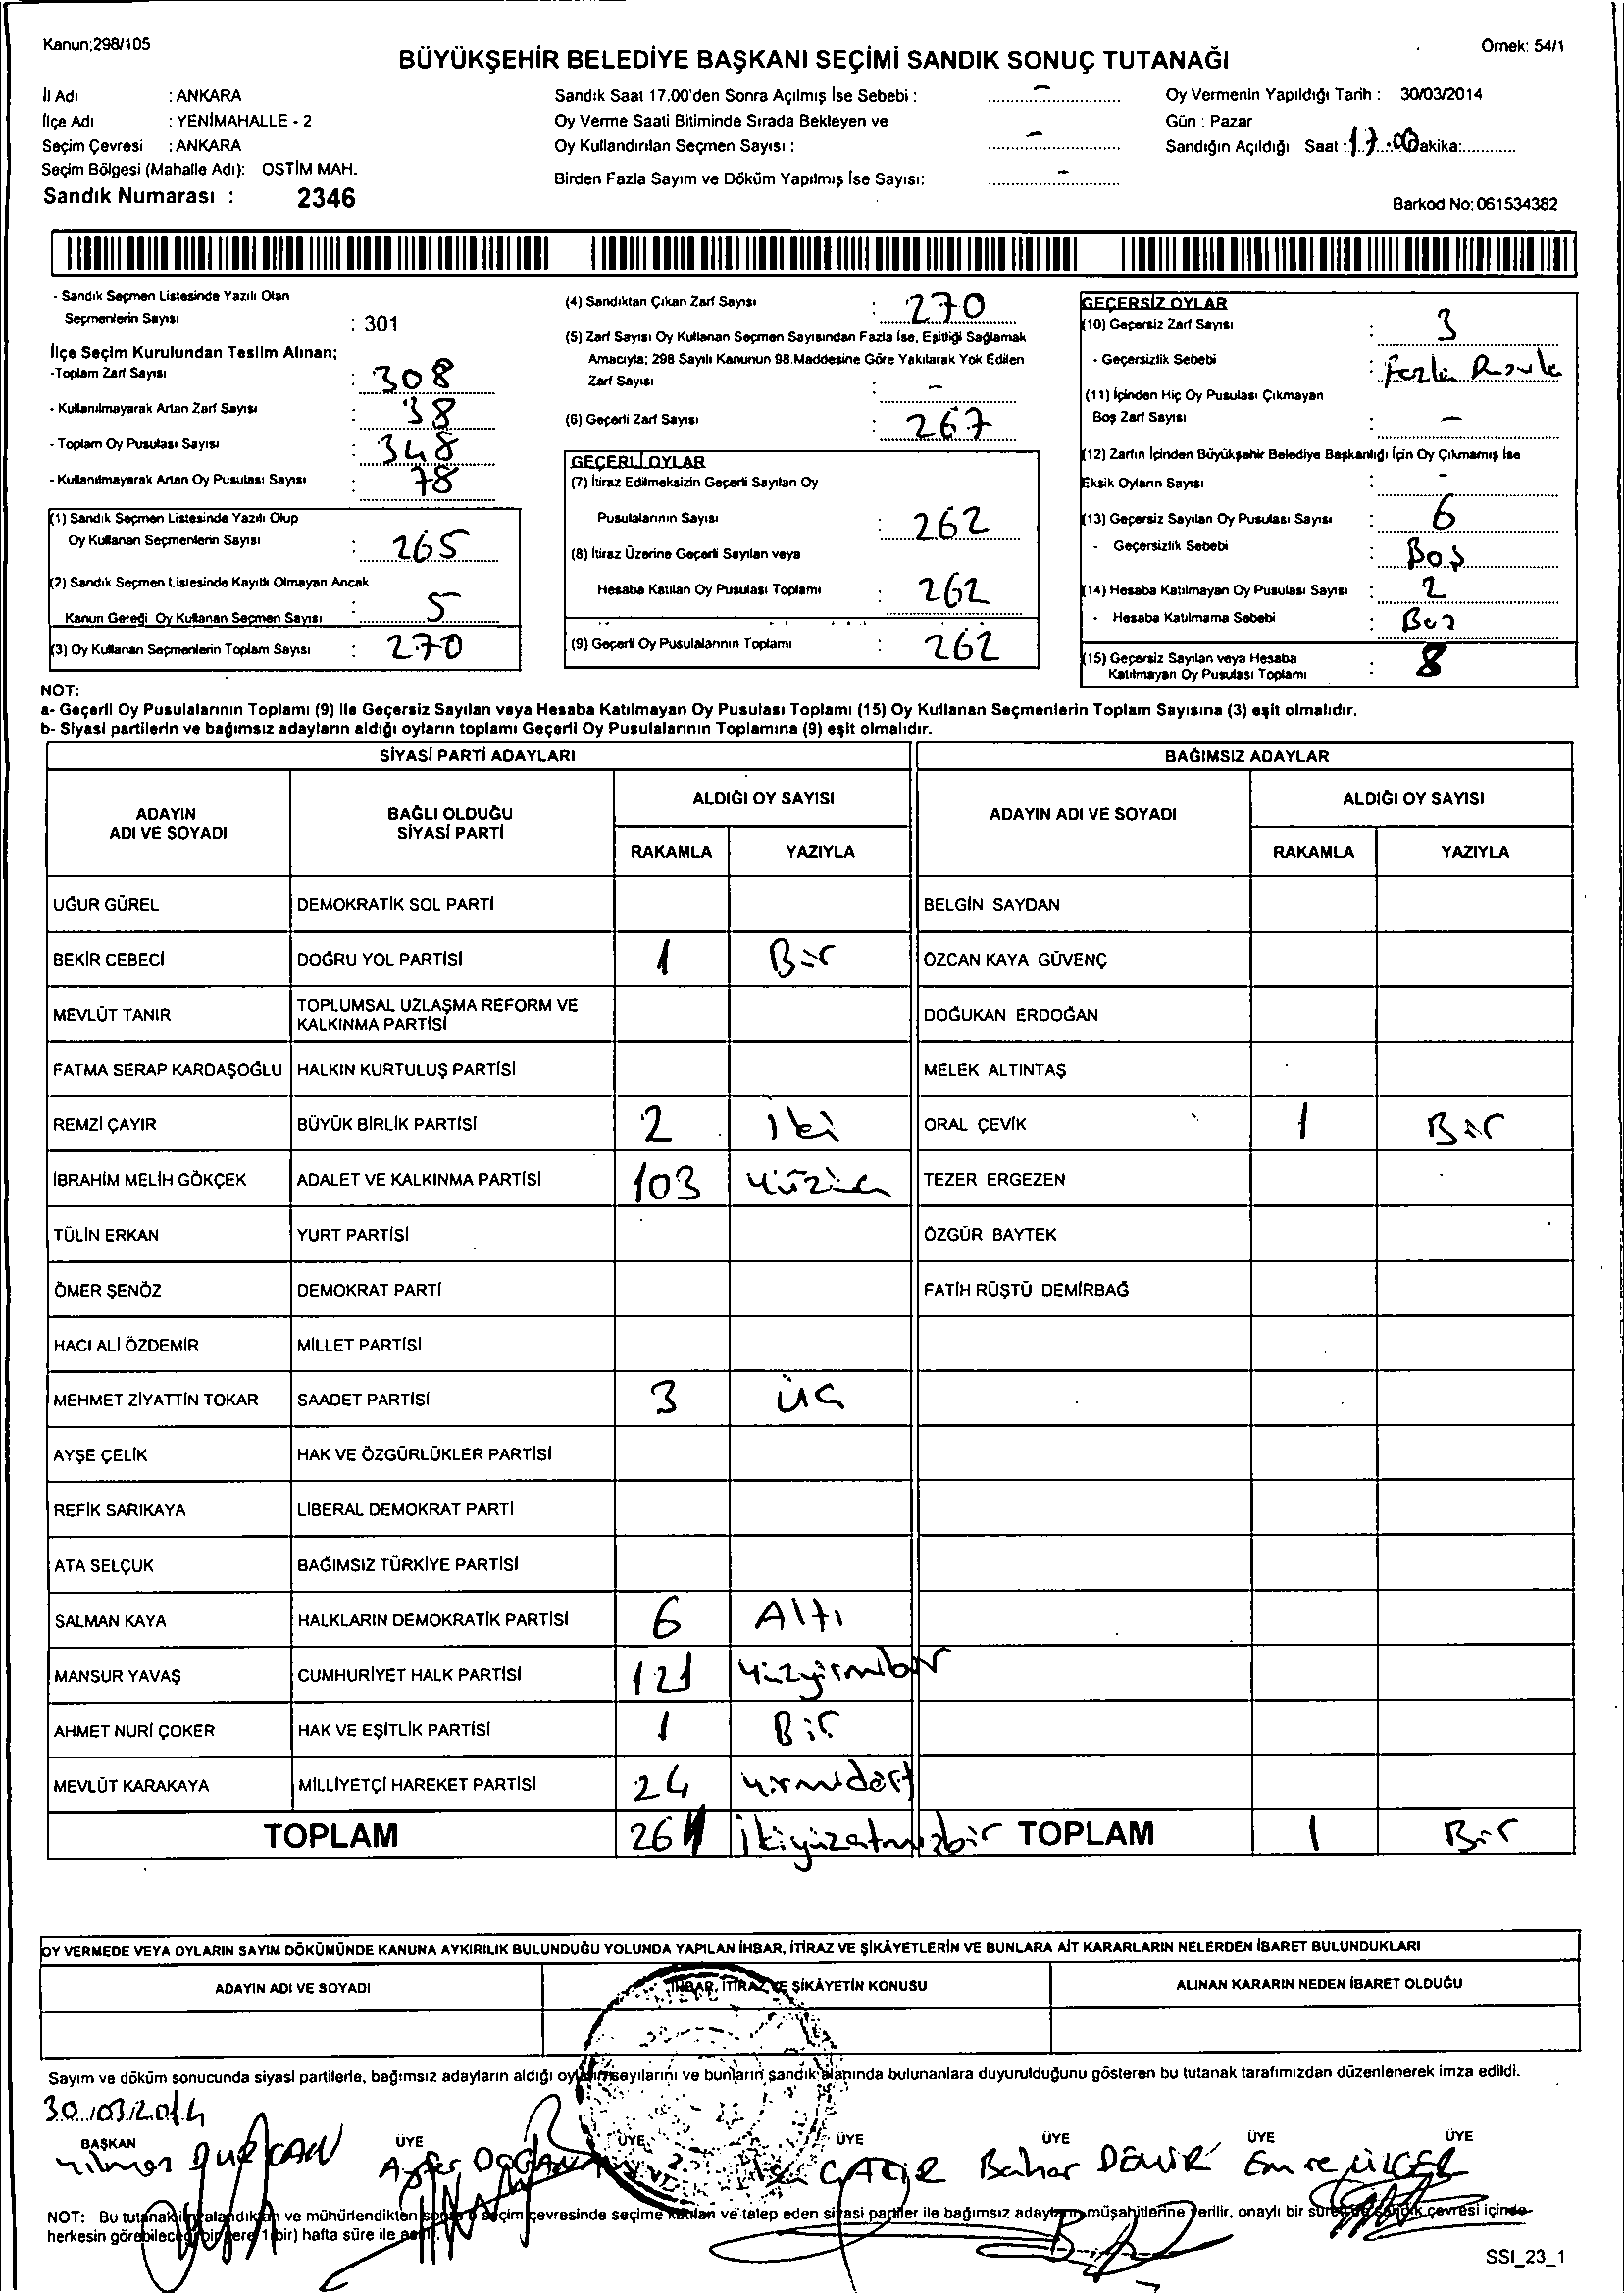 Kanun;298/105
Örnek: 54/1
BÜYÜKŞEHİR BELEDİYE BAŞKANI SEÇİMİ SANDIK SONUÇ TUTANAĞI
İl Adı : ANKARA
İlçe Adı : YENİMAHALLE - 2
Seçim Çevresi : ANKARA
Seçim Bölgesi (Mahalle Adı): OSTİM MAH.
Sandık Numarası : 2346
Sandık Saat 17.00'den Sonra Açılmış İse Sebebi : -
Oy Verme Saati Bitiminde Sırada Bekleyen ve
Oy Kullandırılan Seçmen Sayısı : -
Birden Fazla Sayım ve Döküm Yapılmış İse Sayısı: -
Oy Vermenin Yapıldığı Tarih : 30/03/2014
Gün : Pazar
Sandığın Açıldığı Saat : 17.00 Dakika:
Barkod No: 061534382
- Sandık Seçmen Listesinde Yazılı Olan
Seçmenlerin Sayısı : 301
İlçe Seçim Kurulundan Teslim Alınan;
-Toplam Zarf Sayısı : 308
- Kullanılmayarak Artan Zarf Sayısı : 38
- Toplam Oy Pusulası Sayısı : 348
- Kullanılmayarak Artan Oy Pusulası Sayısı : 78
(1) Sandık Seçmen Listesinde Yazılı Olup
Oy Kullanan Seçmenlerin Sayısı : 265
(2) Sandık Seçmen Listesinde Kayıtlı Olmayan Ancak
Kanun Gereği Oy Kullanan Seçmen Sayısı : 5
(3) Oy Kullanan Seçmenlerin Toplam Sayısı : 270
(4) Sandıktan Çıkan Zarf Sayısı : 270
(5) Zarf Sayısı Oy Kullanan Seçmen Sayısından Fazla İse, Eşitliği Sağlamak
Amacıyla; 298 Sayılı Kanunun 98.Maddesine Göre Yakılarak Yok Edilen
Zarf Sayısı : -
(6) Geçerli Zarf Sayısı : 267
GEÇERLİ OYLAR
(7) İtiraz Edilmeksizin Geçerli Sayılan Oy
Pusulalarının Sayısı : 262
(8) İtiraz Üzerine Geçerli Sayılan veya
Hesaba Katılan Oy Pusulası Toplamı : 262
(9) Geçerli Oy Pusulalarının Toplamı : 262
GEÇERSİZ OYLAR
(10) Geçersiz Zarf Sayısı : 3
- Geçersizlik Sebebi : Fazla
(11) İçinden Hiç Oy Pusulası Çıkmayan
Boş Zarf Sayısı : -
(12) Zarfın İçinden Büyükşehir Belediye Başkanlığı İçin Oy Çıkmamış İse
Eksik Oyların Sayısı : -
(13) Geçersiz Sayılan Oy Pusulası Sayısı : 6
- Geçersizlik Sebebi : Boş
(14) Hesaba Katılmayan Oy Pusulası Sayısı : 2
- Hesaba Katılmama Sebebi :
(15) Geçersiz Sayılan veya Hesaba
Katılmayan Oy Pusulası Toplamı : 8
NOT:
a- Geçerli Oy Pusulalarının Toplamı (9) ile Geçersiz Sayılan veya Hesaba Katılmayan Oy Pusulası Toplamı (15) Oy Kullanan Seçmenlerin Toplam Sayısına (3) eşit olmalıdır.
b- Siyasi partilerin ve bağımsız adayların aldığı oyların toplamı Geçerli Oy Pusulalarının Toplamına (9) eşit olmalıdır.
SİYASİ PARTİ ADAYLARI BAĞIMSIZ ADAYLAR
ADAYIN ADI VE SOYADI BAĞLI OLDUĞU SİYASİ PARTİ ALDIĞI OY SAYISI ADAYIN ADI VE SOYADI ALDIĞI OY SAYISI
RAKAMLA YAZIYLA RAKAMLA YAZIYLA
UĞUR GÜREL DEMOKRATİK SOL PARTİ BELGİN SAYDAN
BEKİR CEBECİ DOĞRU YOL PARTİSİ 1 Bir ÖZCAN KAYA GÜVENÇ
MEVLÜT TANIR TOPLUMSAL UZLAŞMA REFORM VE KALKINMA PARTİSİ DOĞUKAN ERDOĞAN
FATMA SERAP KARDAŞOĞLU HALKIN KURTULUŞ PARTİSİ MELEK ALTINTAŞ
REMZİ ÇAYIR BÜYÜK BİRLİK PARTİSİ 2 iki ORAL ÇEVİK 1 Bir
İBRAHİM MELİH GÖKÇEK ADALET VE KALKINMA PARTİSİ 103 yüzüç TEZER ERGEZEN
TÜLİN ERKAN YURT PARTİSİ ÖZGÜR BAYTEK
ÖMER ŞENÖZ DEMOKRAT PARTİ FATİH RÜŞTÜ DEMİRBAĞ
HACI ALİ ÖZDEMİR MİLLET PARTİSİ
MEHMET ZİYATTİN TOKAR SAADET PARTİSİ 3 üç
AYŞE ÇELİK HAK VE ÖZGÜRLÜKLER PARTİSİ
REFİK SARIKAYA LİBERAL DEMOKRAT PARTİ
ATA SELÇUK BAĞIMSIZ TÜRKİYE PARTİSİ
SALMAN KAYA HALKLARIN DEMOKRATİK PARTİSİ 6 Altı
MANSUR YAVAŞ CUMHURİYET HALK PARTİSİ 121 yüzyirmibir
AHMET NURİ ÇOKER HAK VE EŞİTLİK PARTİSİ 1 Bir
MEVLÜT KARAKAYA MİLLİYETÇİ HAREKET PARTİSİ 24 yirmidört
TOPLAM 261 ikiyüzatmışbir TOPLAM 1 Bir
OY VERMEDE VEYA OYLARIN SAYIM DÖKÜMÜNDE KANUNA AYKIRILIK BULUNDUĞU YOLUNDA YAPILAN İHBAR, İTİRAZ VE ŞİKÂYETLERİN VE BUNLARA AİT KARARLARIN NELERDEN İBARET BULUNDUKLARI
ADAYIN ADI VE SOYADI İHBAR, İTİRAZ VE ŞİKÂYETİN KONUSU ALINAN KARARIN NEDEN İBARET OLDUĞU
Sayım ve döküm sonucunda siyasi partilerle, bağımsız adayların aldığı oyların sayılarını ve bunların sandık alanında bulunanlara duyurulduğunu gösteren bu tutanak tarafımızdan düzenlenerek imza edildi.
30/03/2014
BAŞKAN ÜYE ÜYE ÜYE ÜYE ÜYE ÜYE
Yılmaz Ayfer Doğan Bahar DEMİR Emre ÜLGER
NOT: Bu tutanak imzalandıktan ve mühürlendikten sonra o seçim çevresinde seçime katılan ve talep eden siyasi partiler ile bağımsız adayların müşahitlerine verilir, onaylı bir sureti de sandık çevresi içinde
herkesin görebileceği bir yere 1(bir) hafta süre ile asılır.
SSI_23_1